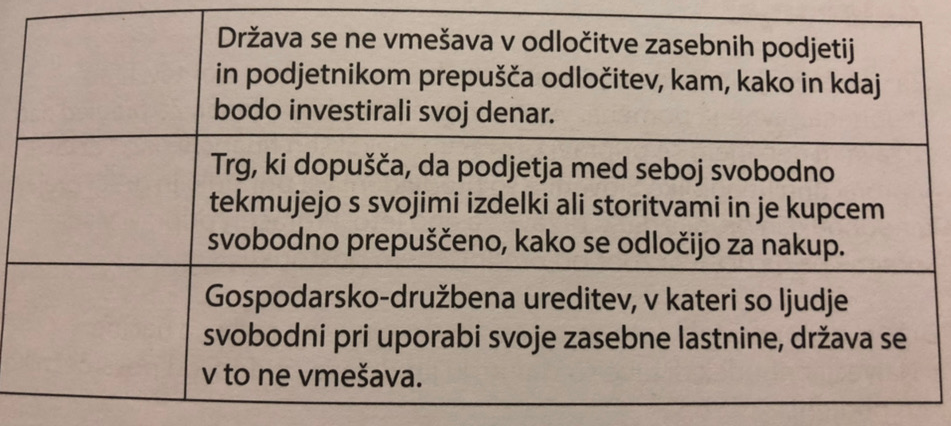 Država se ne vmešava v odločitve zasebnih podjetij
in podjetnikom prepušča odločitev, kam, kako in kdaj
bodo investirali svoj denar.
Trg, ki dopušča, da podjetja med seboj svobodno
tekmujejo s svojimi izdelki ali storitvami in je kupcem
svobodno prepuščeno, kako se odločijo za nakup.
Gospodarsko-družbena ureditev, v kateri so ljudje
svobodni pri uporabi svoje zasebne lastnine, država se
v to ne vmešava.